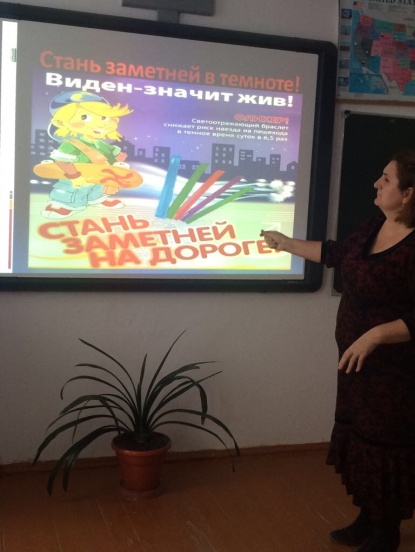 Стань заметней в темноте!
Виден-значит жив!
ФЛИКЕР!
Светоотражающий браслет
снижает риск наезда на пешехода
в темное время суток в 6,5 раз
СТАНЬ
ЗАМЕТНЕЙ
НА ДОРОГЕ